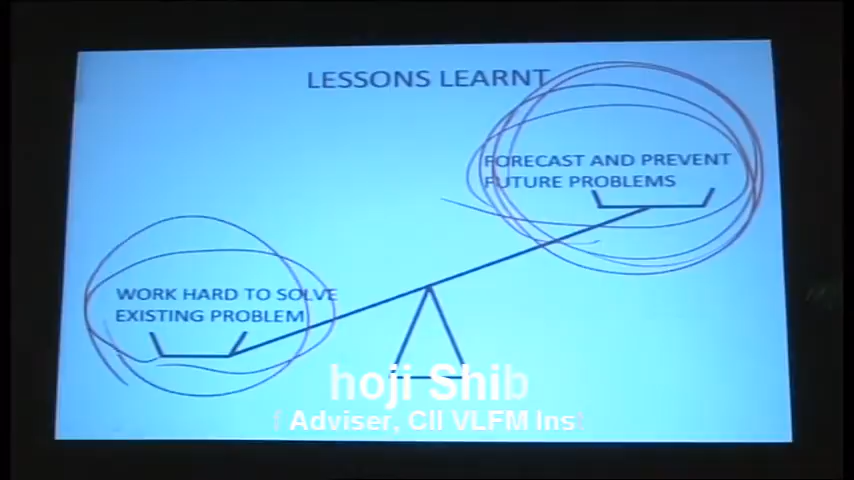 LESSONS LEARNT
FORECAST AND PREVENT
FUTURE PROBLEMS
WORK HARD TO SOLVE
EXISTING PROBLEM
hoji Shib
Adviser, CII VLFM Ins